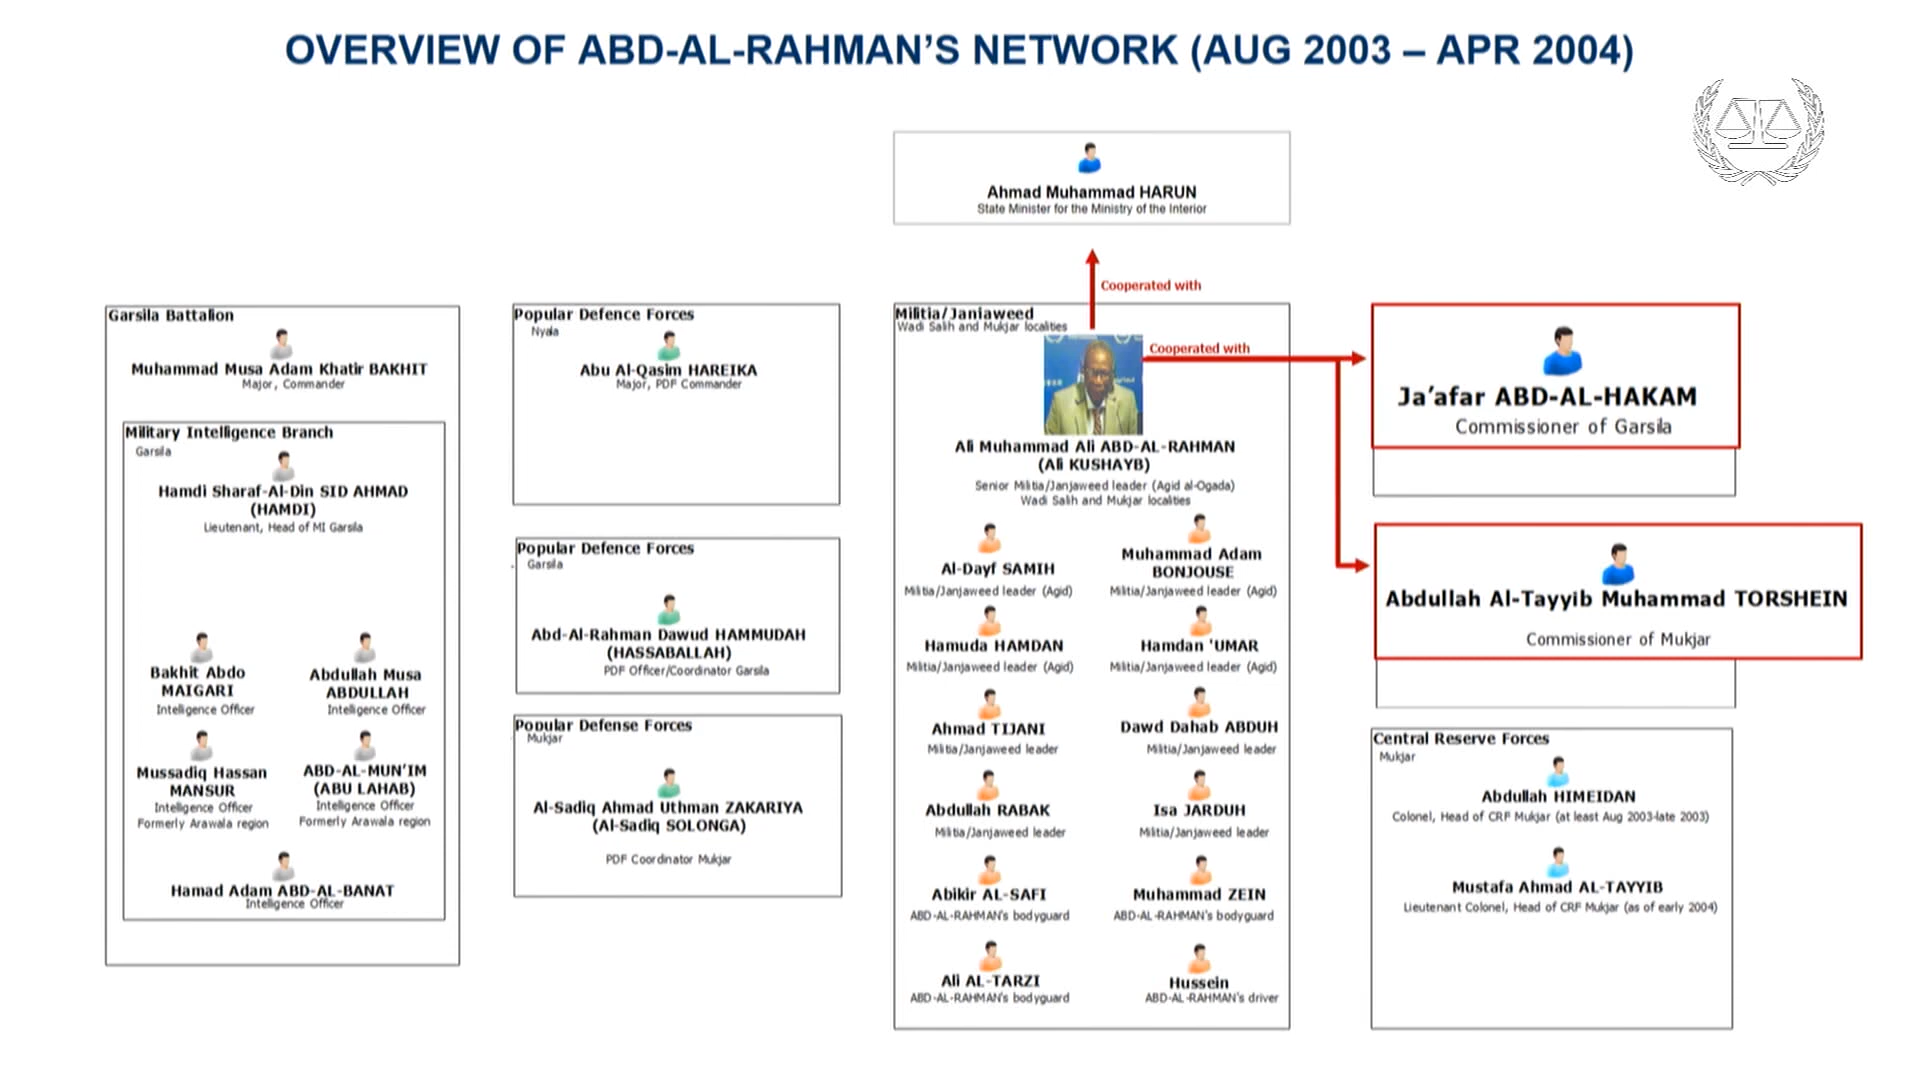 OVERVIEW OF ABD-AL-RAHMAN'S NETWORK (AUG 2003 – APR 2004)
Ahmad Muhammad HARUN
State Minister for the Ministry of the Interior
Cooperated with
Garsila Battalion
Muhammad Musa Adam Khatir BAKHIT
Major, Commander
Military Intelligence Branch
Garsila
Hamdi Sharaf-Al-Din SID AHMAD
(HAMDI)
Lieutenant, Head of MI Garsila
Bakhit Abdo
MAIGARI
Intelligence Officer
Abdullah Musa
ABDULLAH
Intelligence Officer
Mussadiq Hassan
MANSUR
Intelligence Officer
Formerly Arawala region
ABD-AL-MUN'IM
(ABU LAHAB)
Intelligence Officer
Formerly Arawala region
Hamad Adam ABD-AL-BANAT
Intelligence Officer
Popular Defence Forces
Nyala
Abu Al-Qasim HAREIKA
Major, PDF Commander
Popular Defence Forces
Garsila
Abd-Al-Rahman Dawud HAMMUDAH
(HASSABALLAH)
PDF Officer/Coordinator Garsila
Popular Defense Forces
Mukjar
Al-Sadiq Ahmad Uthman ZAKARIYA
(Al-Sadiq SOLONGA)
PDF Coordinator Mukjar
Militia/Janjaweed
Wadi Salih and Mukjar localities
Cooperated with
Ali Muhammad Ali ABD-AL-RAHMAN
(Ali KUSHAYB)
Senior Militia/Janjaweed leader (Agid al-Ogada)
Wadi Salih and Mukjar localities
Al-Dayf SAMIH
Militia/Janjaweed leader (Agid)
Muhammad Adam
BONJOUSE
Militia/Janjaweed leader (Agid)
Hamuda HAMDAN
Militia/Janjaweed leader (Agid)
Hamdan 'UMAR
Militia/Janjaweed leader (Agid)
Ahmad TIJANI
Militia/Janjaweed leader
Dawd Dahab ABDUH
Militia/Janjaweed leader
Abdullah RABAK
Militia/Janjaweed leader
Isa JARDUH
Militia/Janjaweed leader
Abikir AL-SAFI
ABD-AL-RAHMAN's bodyguard
Muhammad ZEIN
ABD-AL-RAHMAN's bodyguard
Ali AL-TARZI
ABD-AL-RAHMAN's bodyguard
Hussein
ABD-AL-RAHMAN's driver
Ja'afar ABD-AL-HAKAM
Commissioner of Garsila
Abdullah Al-Tayyib Muhammad TORSHEIN
Commissioner of Mukjar
Central Reserve Forces
Mukjar
Abdullah HIMEIDAN
Colonel, Head of CRF Mukjar (at least Aug 2003-late 2003)
Mustafa Ahmad AL-TAYYIB
Lieutenant Colonel, Head of CRF Mukjar (as of early 2004)